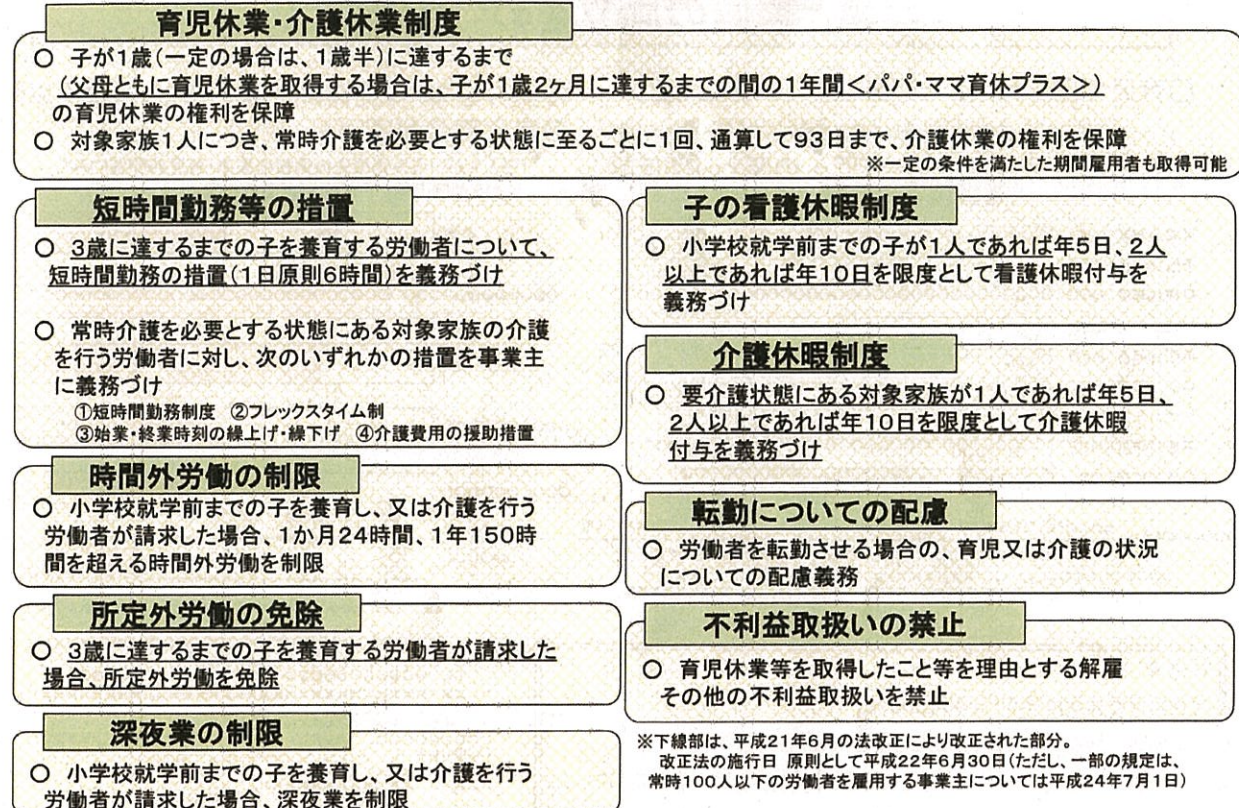 育児休業・介護休業制度
○ 子が1歳(一定の場合は、1歳半)に達するまで
(父母ともに育児休業を取得する場合は、子が1歳2ヶ月に達するまでの間の1年間<パパ・ママ育休プラス>)
の育児休業の権利を保障
○ 対象家族1人につき、常時介護を必要とする状態に至るごとに1回、通算して93日まで、介護休業の権利を保障
※一定の条件を満たした期間雇用者も取得可能
短時間勤務等の措置
○ 3歳に達するまでの子を養育する労働者について、
短時間勤務の措置(1日原則6時間)を義務づけ
○ 常時介護を必要とする状態にある対象家族の介護
を行う労働者に対し、次のいずれかの措置を事業主
に義務づけ
①短時間勤務制度 ②フレックスタイム制
③始業・終業時刻の繰上げ・繰下げ ④介護費用の援助措置
時間外労働の制限
○ 小学校就学前までの子を養育し、又は介護を行う
労働者が請求した場合、1か月24時間、1年150時
間を超える時間外労働を制限
所定外労働の免除
○ 3歳に達するまでの子を養育する労働者が請求した
場合、所定外労働を免除
深夜業の制限
○ 小学校就学前までの子を養育し、又は介護を行う
労働者が請求した場合、深夜業を制限
子の看護休暇制度
○ 小学校就学前までの子が1人であれば年5日、2人
以上であれば年10日を限度として看護休暇付与を
義務づけ
介護休暇制度
○ 要介護状態にある対象家族が1人であれば年5日、
2人以上であれば年10日を限度として介護休暇
付与を義務づけ
転勤についての配慮
○ 労働者を転勤させる場合の、育児又は介護の状況
についての配慮義務
不利益取扱いの禁止
○ 育児休業等を取得したこと等を理由とする解雇
その他の不利益取扱いを禁止
※下線部は、平成21年6月の法改正により改正された部分。
改正法の施行日 原則として平成22年6月30日(ただし、一部の規定は、
常時100人以下の労働者を雇用する事業主については平成24年7月1日)